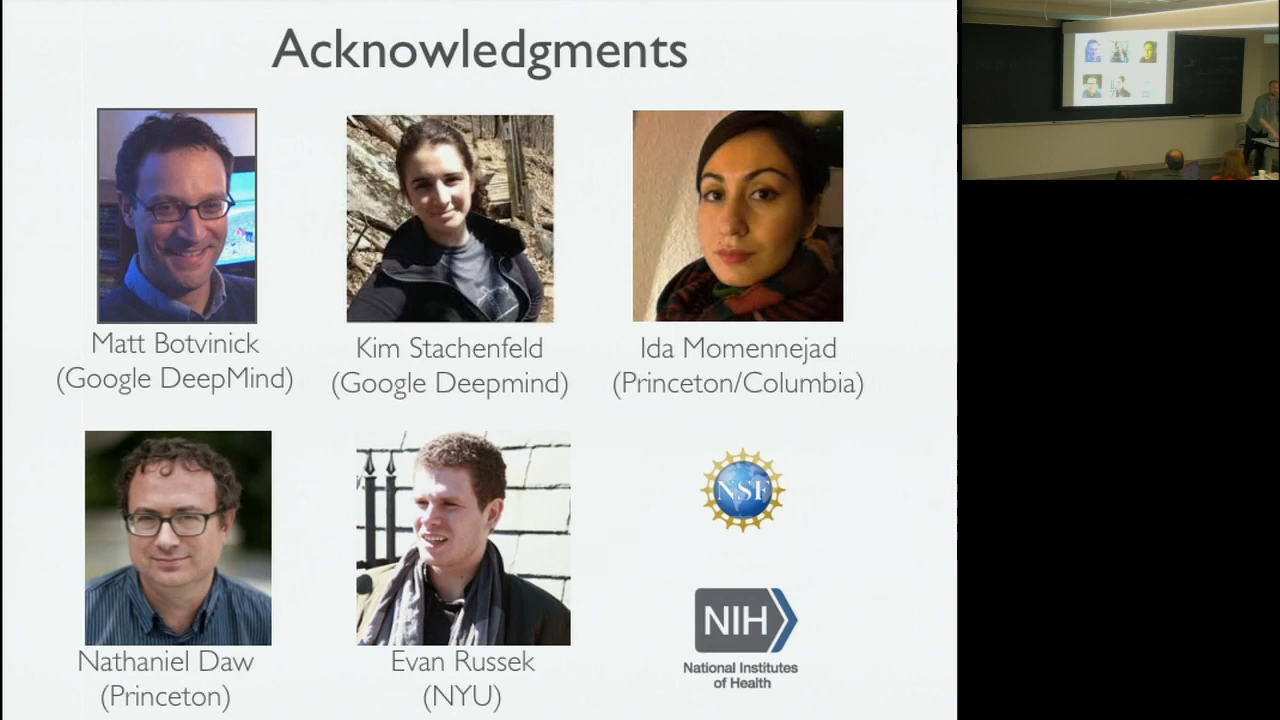 Acknowledgments
Matt Botvinick
(Google DeepMind)
Kim Stachenfeld
(Google Deepmind)
Ida Momennejad
(Princeton/Columbia)
Nathaniel Daw
(Princeton)
Evan Russek
(NYU)
NSF
NIH
National Institutes
of Health